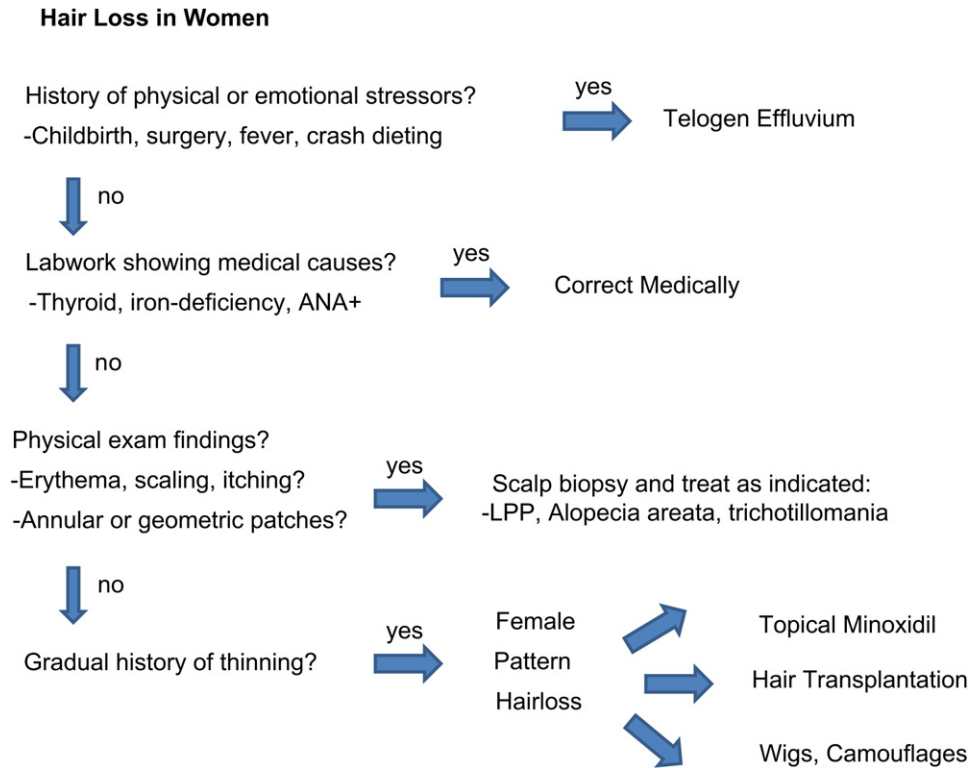 Hair Loss in Women
History of physical or emotional stressors?
-Childbirth, surgery, fever, crash dieting
yes
Telogen Effluvium
no
Labwork showing medical causes?
-Thyroid, iron-deficiency, ANA+
yes
Correct Medically
no
Physical exam findings?
-Erythema, scaling, itching?
-Annular or geometric patches?
yes
Scalp biopsy and treat as indicated:
-LPP, Alopecia areata, trichotillomania
no
Gradual history of thinning?
yes
Female
Pattern
Hairloss
Topical Minoxidil
Hair Transplantation
Wigs, Camouflages